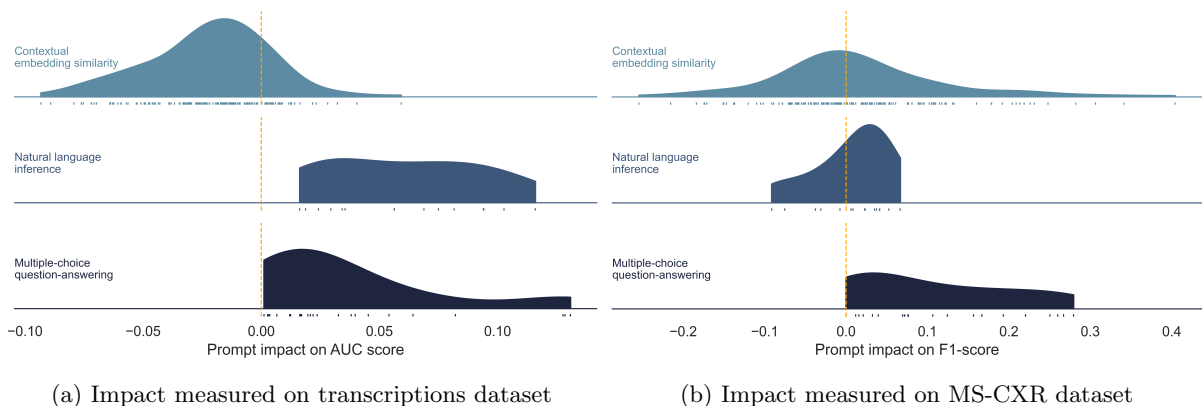 Contextual
embedding similarity
Natural language
inference
Multiple-choice
question-answering
−0.10 −0.05 0.00 0.05 0.10
Prompt impact on AUC score
(a) Impact measured on transcriptions dataset
Contextual
embedding similarity
Natural language
inference
Multiple-choice
question-answering
−0.2 −0.1 0.0 0.1 0.2 0.3 0.4
Prompt impact on F1-score
(b) Impact measured on MS-CXR dataset